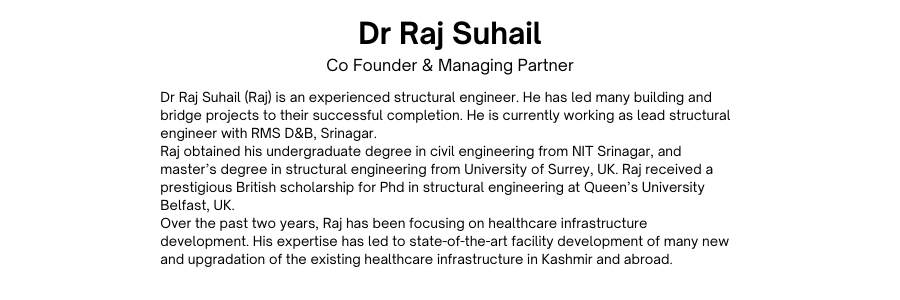 Dr Raj Suhail
Co Founder & Managing Partner
Dr Raj Suhail (Raj) is an experienced structural engineer. He has led many building and
bridge projects to their successful completion. He is currently working as lead structural
engineer with RMS D&B, Srinagar.
Raj obtained his undergraduate degree in civil engineering from NIT Srinagar, and
master's degree in structural engineering from University of Surrey, UK. Raj received a
prestigious British scholarship for Phd in structural engineering at Queen's University
Belfast, UK.
Over the past two years, Raj has been focusing on healthcare infrastructure
development. His expertise has led to state-of-the-art facility development of many new
and upgradation of the existing healthcare infrastructure in Kashmir and abroad.